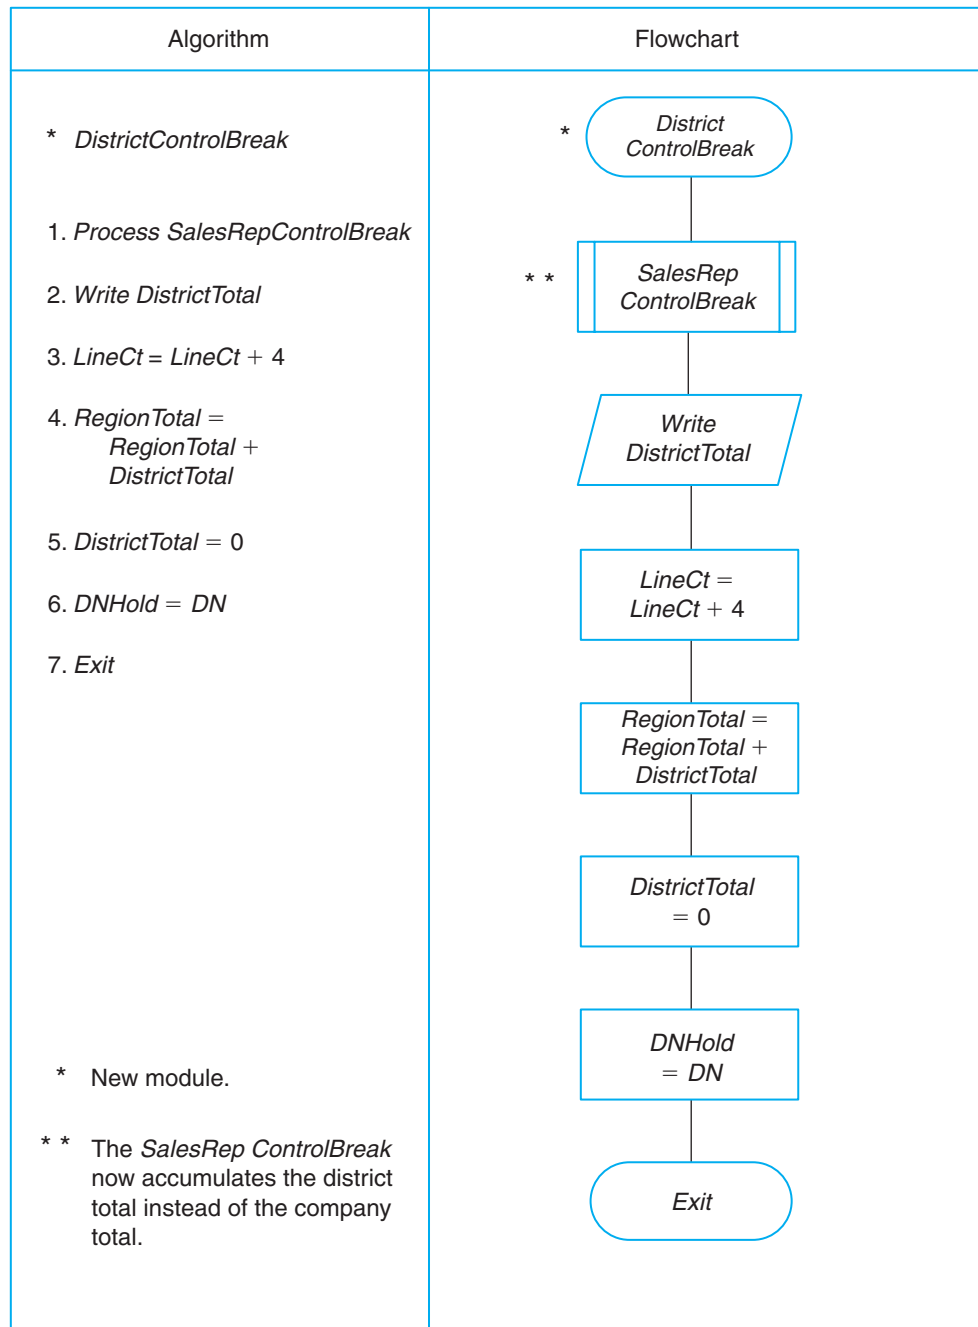 Algorithm
Flowchart
* DistrictControlBreak
1. Process SalesRepControlBreak
2. Write DistrictTotal
3. LineCt = LineCt + 4
4. RegionTotal =
RegionTotal +
DistrictTotal
5. DistrictTotal = 0
6. DNHold = DN
7. Exit
* New module.
* * The SalesRep ControlBreak
now accumulates the district
total instead of the company
total.
* District
ControlBreak
* * SalesRep
ControlBreak
Write
DistrictTotal
LineCt =
LineCt + 4
RegionTotal =
RegionTotal +
DistrictTotal
DistrictTotal
= 0
DNHold
= DN
Exit